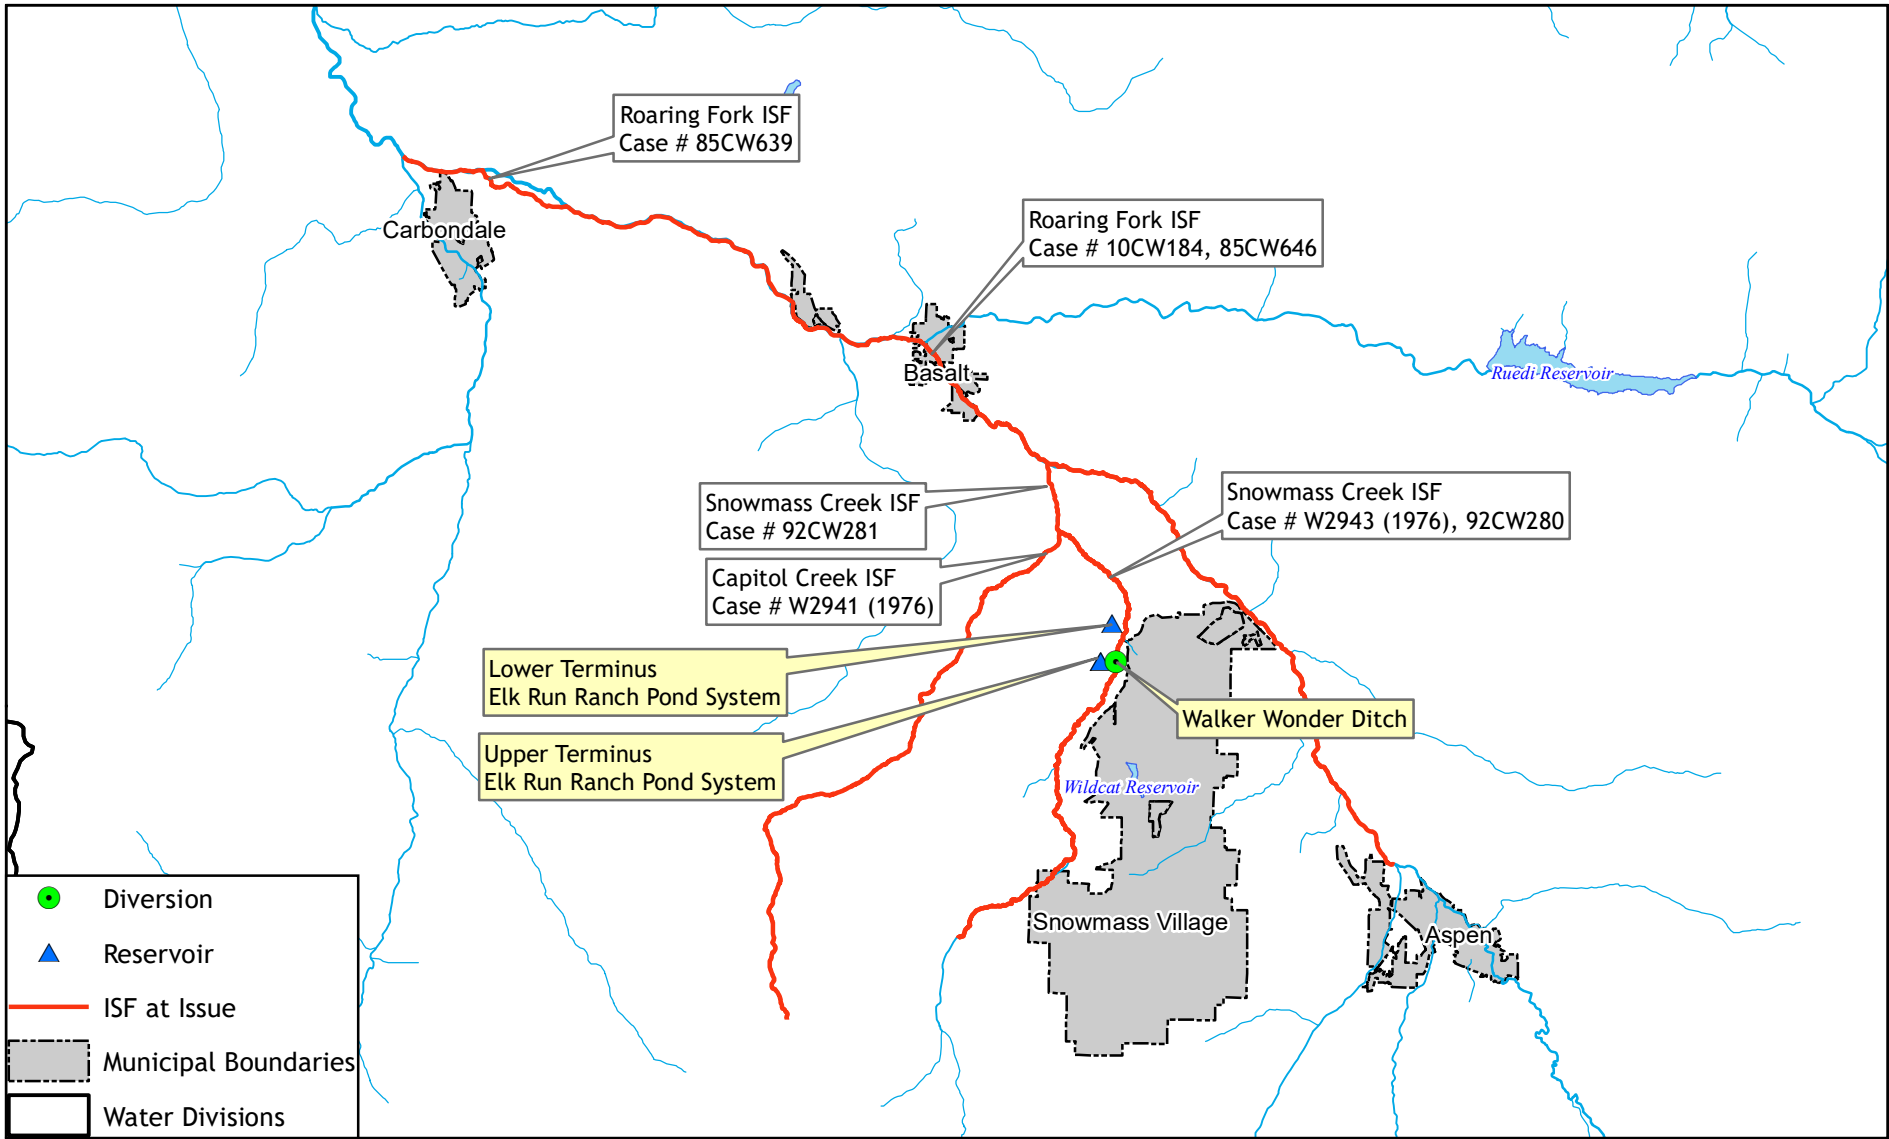 Roaring Fork ISF
Case # 85CW639
Carbondale
Roaring Fork ISF
Case # 10CW184, 85CW646
Basalt
Ruedi Reservoir
Snowmass Creek ISF
Case # 92CW281
Snowmass Creek ISF
Case # W2943 (1976), 92CW280
Capitol Creek ISF
Case # W2941 (1976)
Lower Terminus
Elk Run Ranch Pond System
Walker Wonder Ditch
Upper Terminus
Elk Run Ranch Pond System
Wildcat Reservoir
Snowmass Village
Aspen
Diversion
Reservoir
ISF at Issue
Municipal Boundaries
Water Divisions